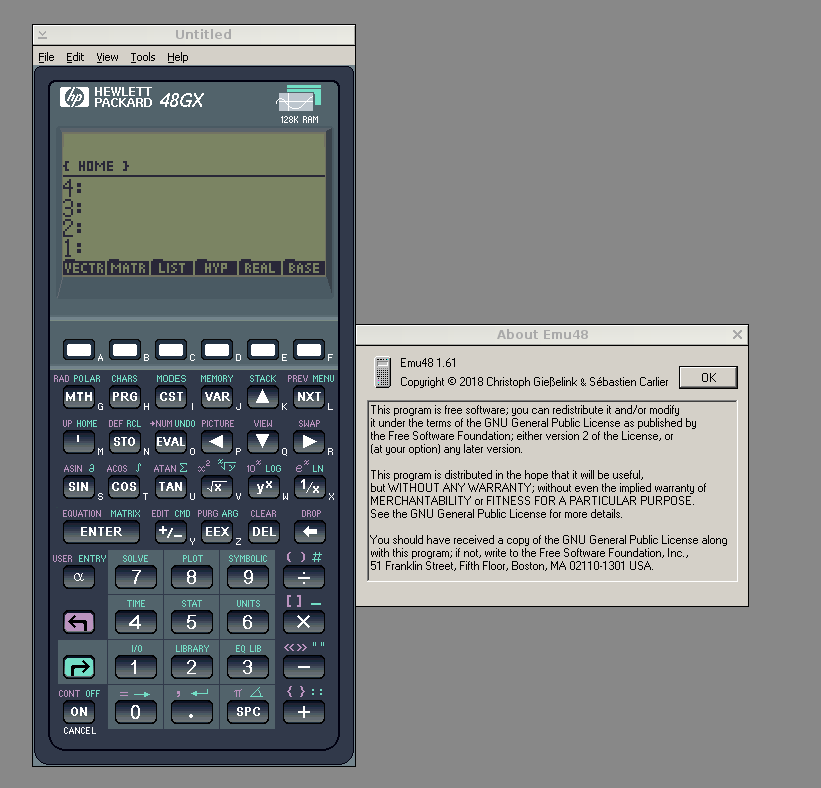 Untitled
File Edit View Tools Help
hp HEWLETT PACKARD 48GX
128K RAM
{ HOME }
4:
3:
2:
1:
VECTR MATR LIST HYP REAL BASE
A B C D E F
RAD POLAR CHARS MODES MEMORY STACK PREV MENU
MTH G PRG H CST I VAR J ▲ K NXT L
UP HOME DEF RCL →NUM UNDO PICTURE VIEW SWAP
' M STO N EVAL O ◀ P ▼ Q ▶ R
ASIN ∂ ACOS ∫ ATAN Σ x² ˣ√y 10ˣ LOG eˣ LN
SIN S COS T TAN U √x V yˣ W 1/x X
EQUATION MATRIX EDIT CMD PURG ARG CLEAR DROP
ENTER +/- Y EEX Z DEL ←
USER ENTRY SOLVE PLOT SYMBOLIC ( ) #
α 7 8 9 ÷
TIME STAT UNITS [ ] _
4 5 6 ×
I/O LIBRARY EQ LIB «» " "
1 2 3 −
CONT OFF = → , ↵ π ∠ { } : :
ON 0 . SPC +
CANCEL
About Emu48
Emu48 1.61
Copyright © 2018 Christoph Gießelink & Sébastien Carlier
OK
This program is free software; you can redistribute it and/or modify
it under the terms of the GNU General Public License as published by
the Free Software Foundation; either version 2 of the License, or
(at your option) any later version.
This program is distributed in the hope that it will be useful,
but WITHOUT ANY WARRANTY; without even the implied warranty of
MERCHANTABILITY or FITNESS FOR A PARTICULAR PURPOSE.
See the GNU General Public License for more details.
You should have received a copy of the GNU General Public License along
with this program; if not, write to the Free Software Foundation, Inc.,
51 Franklin Street, Fifth Floor, Boston, MA 02110-1301 USA.